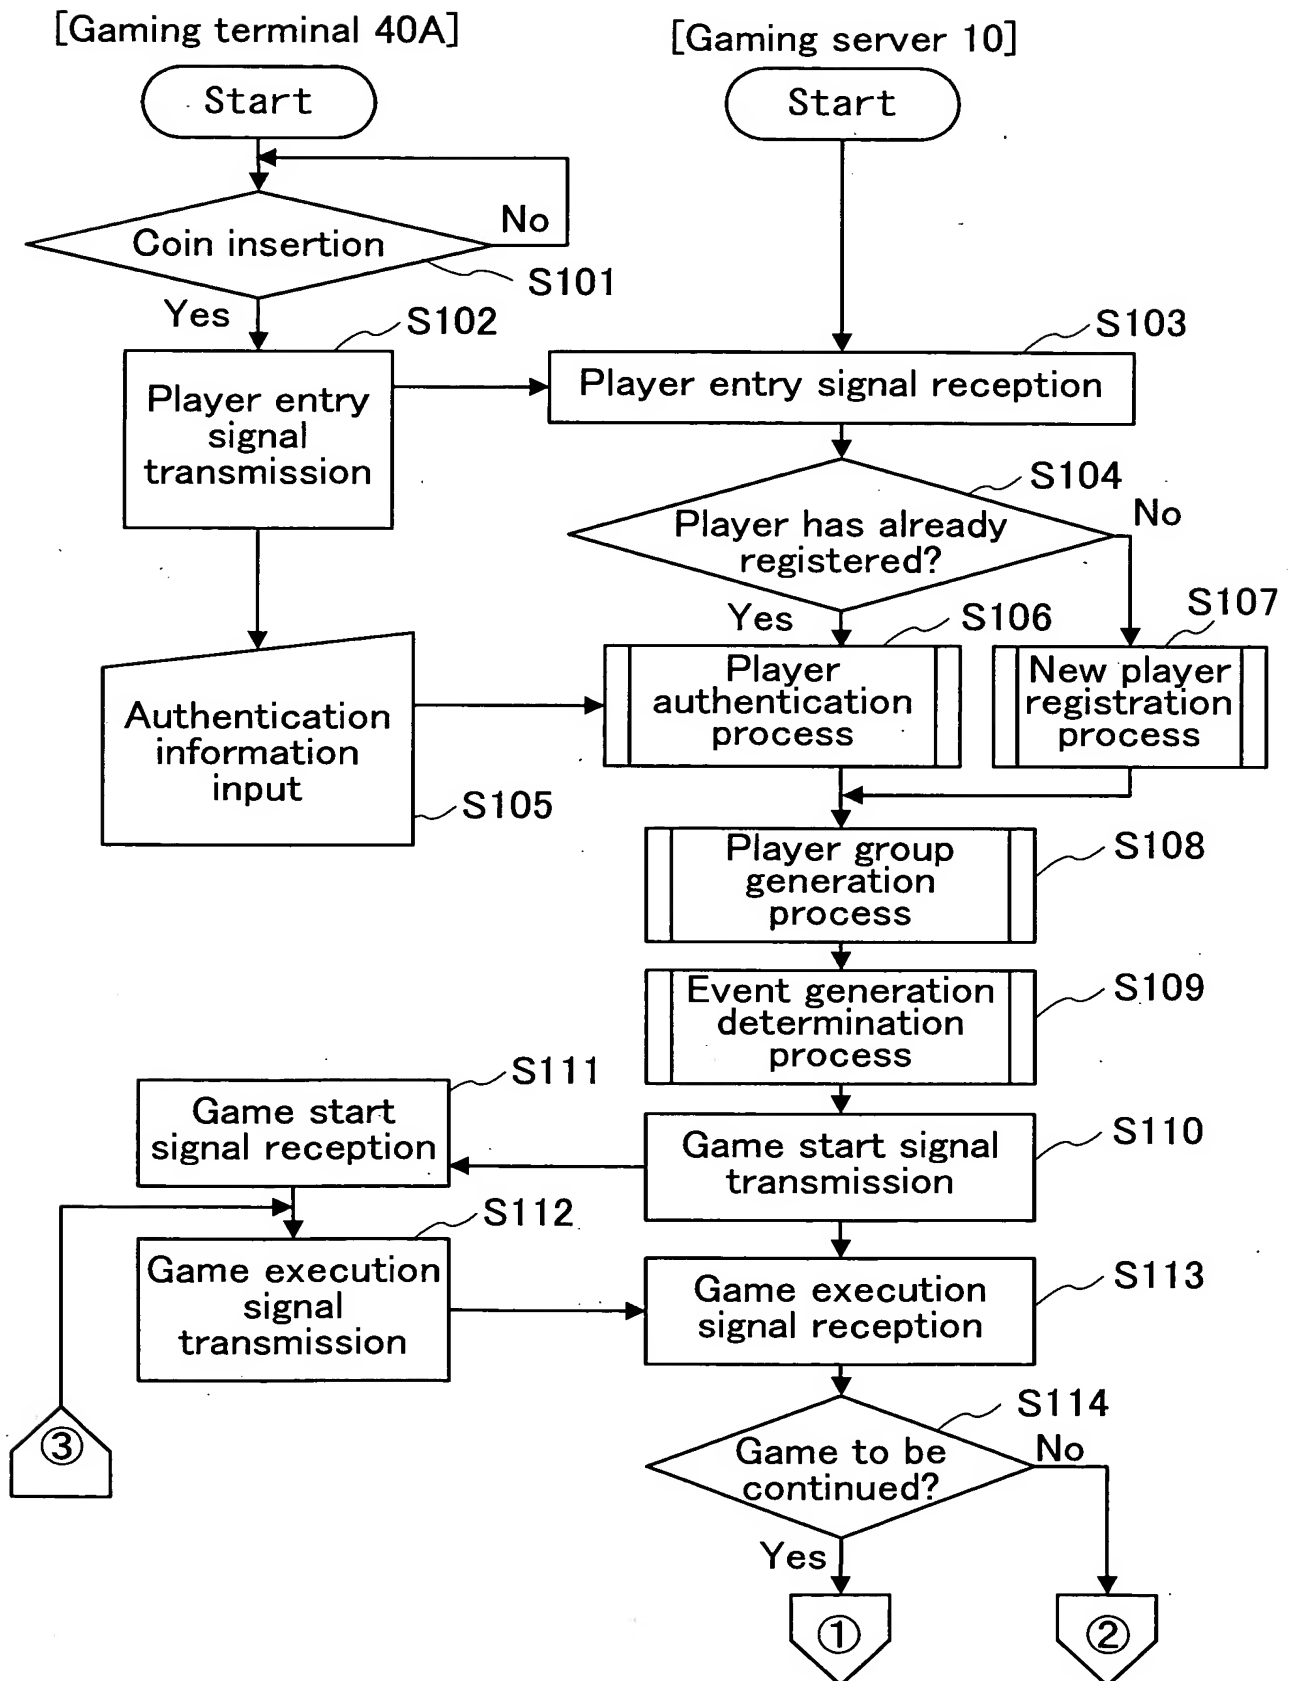 [Gaming terminal 40A]
[Gaming server 10]
Start
Start
No
Coin insertion
S101
Yes
S102
S103
Player entry
signal
transmission
Player entry signal reception
S104
No
Player has already
registered?
Yes
S106
S107
Authentication
information
input
S105
Player
authentication
process
New player
registration
process
Player group
generation
process
S108
Event generation
determination
process
S109
S111
Game start
signal reception
Game start signal
transmission
S110
S112
Game execution
signal
transmission
Game execution
signal reception
S113
③
S114
Game to be
continued?
No
Yes
①
②